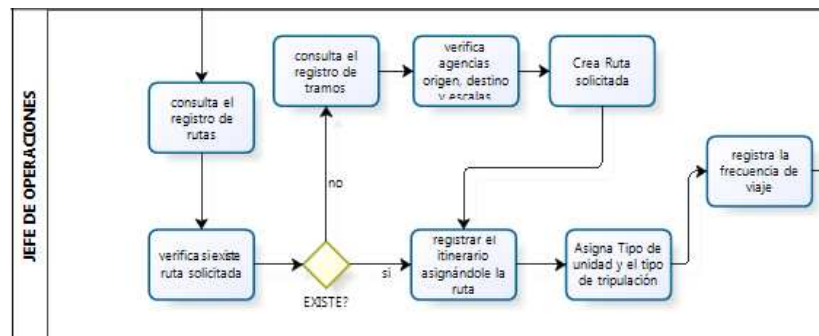 JEFE DE OPERACIONES
consulta el
registro de
rutas
verifica si existe
ruta solicitada
EXISTE?
no
si
consulta el
registro de
tramos
verifica
agencias
origen, destino
y escalas
Crea Ruta
solicitada
registrar el
itinerario
asignándole la
ruta
Asigna Tipo de
unidad y el tipo
de tripulación
registra la
frecuencia de
viaje